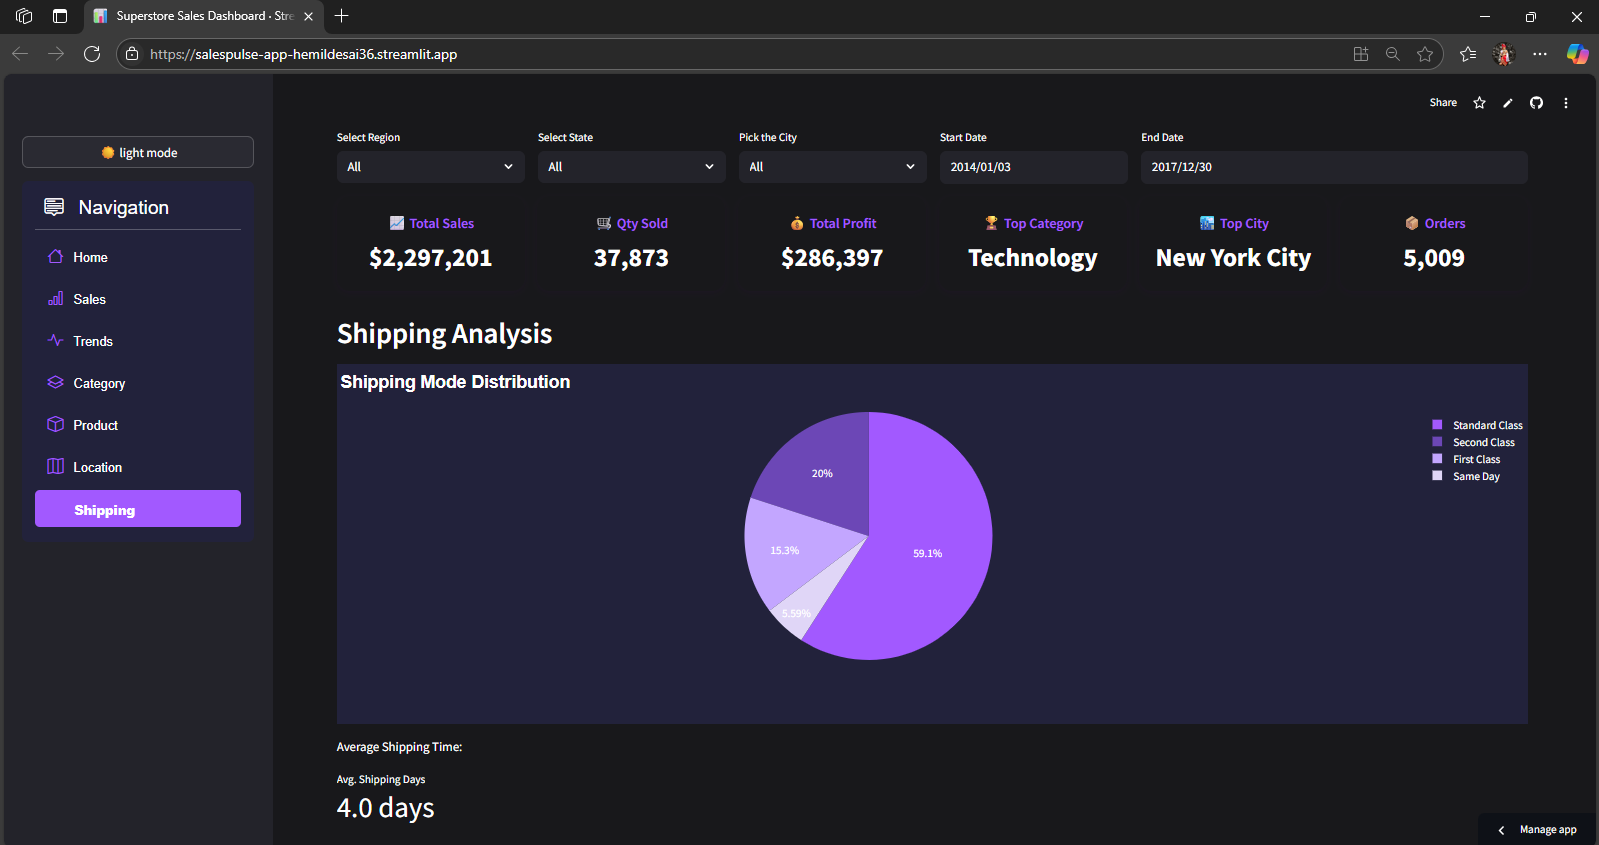 Superstore Sales Dashboard · Stre
https://salespulse-app-hemildesai36.streamlit.app
Share
light mode
Navigation
Home
Sales
Trends
Category
Product
Location
Shipping
Select Region
Select State
Pick the City
Start Date
End Date
All
All
All
2014/01/03
2017/12/30
Total Sales
Qty Sold
Total Profit
Top Category
Top City
Orders
$2,297,201
37,873
$286,397
Technology
New York City
5,009
Shipping Analysis
Shipping Mode Distribution
Standard Class
Second Class
First Class
Same Day
20%
15.3%
59.1%
5.59%
Average Shipping Time:
Avg. Shipping Days
4.0 days
Manage app